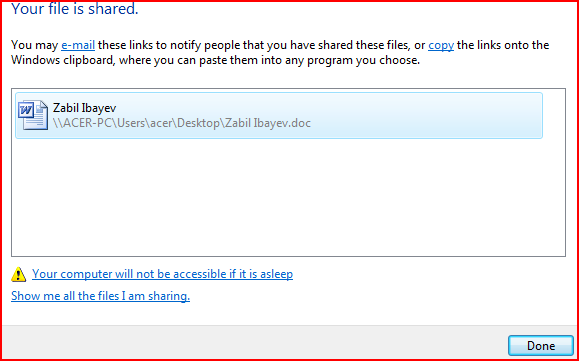 Your file is shared.
You may e-mail these links to notify people that you have shared these files, or copy the links onto the
Windows clipboard, where you can paste them into any program you choose.
Zabil Ibayev
\\ACER-PC\Users\acer\Desktop\Zabil Ibayev.doc
Your computer will not be accessible if it is asleep
Show me all the files I am sharing.
Done